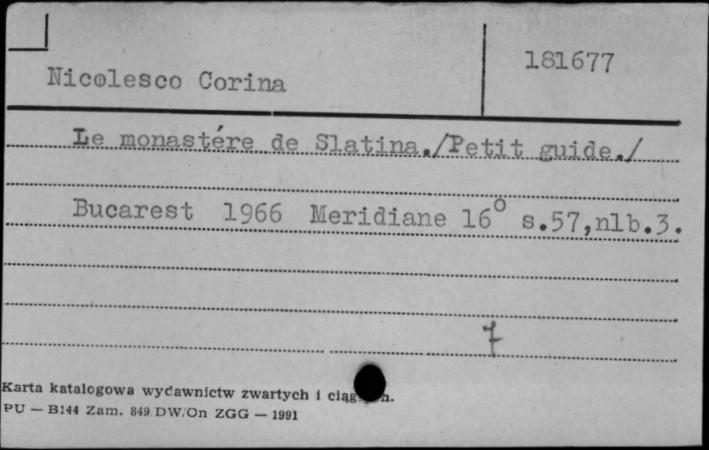 181677
Nicolesco Corina
Le monastére de Slatina./Petit guide./
Bucarest 1966 Meridiane 16° s.57,nlb.3.
7
Karta katalogowa wydawnictw zwartych i
PU — B144 Zam. 849 DW/On ZGG — 1991